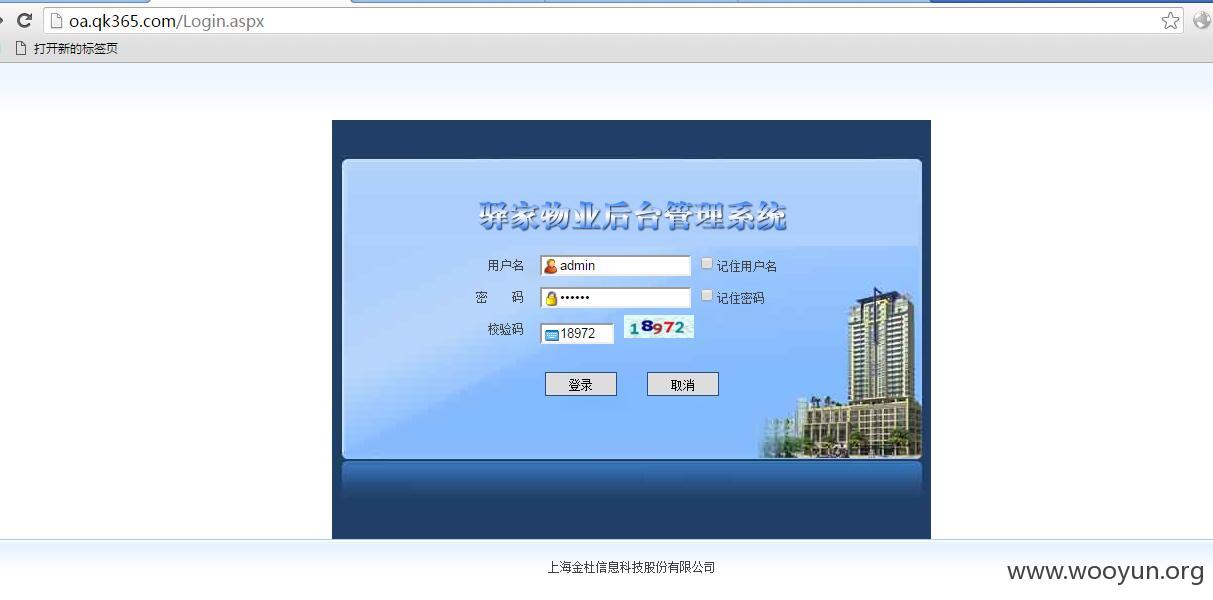 oa.qk365.com/Login.aspx
打开新的标签页
驿家物业后台管理系统
用户名 admin 记住用户名
密 码 •••••• 记住密码
校验码 18972 18972
登录 取消
上海金杜信息科技股份有限公司
www.wooyun.org